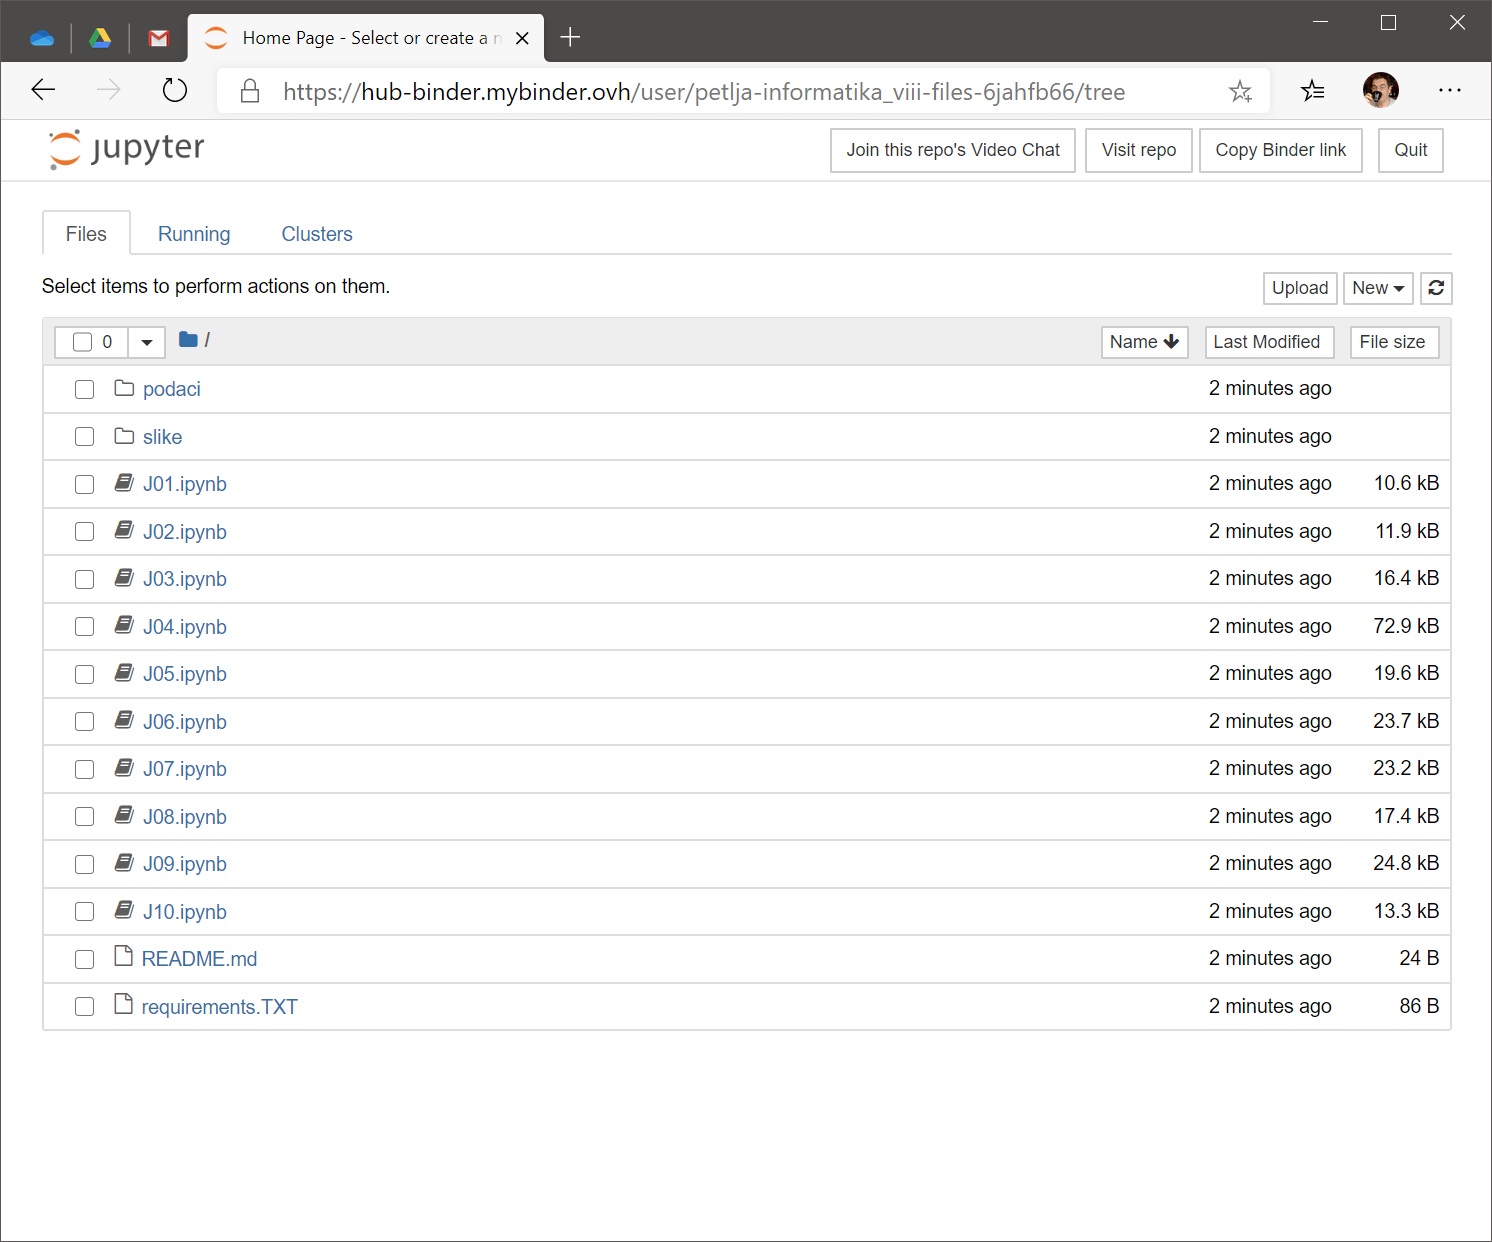 Home Page - Select or create a n
https://hub-binder.mybinder.ovh/user/petlja-informatika_viii-files-6jahfb66/tree
jupyter
Join this repo's Video Chat Visit repo Copy Binder link Quit
Files Running Clusters
Select items to perform actions on them.
Upload New
0 / Name Last Modified File size
podaci 2 minutes ago
slike 2 minutes ago
J01.ipynb 2 minutes ago 10.6 kB
J02.ipynb 2 minutes ago 11.9 kB
J03.ipynb 2 minutes ago 16.4 kB
J04.ipynb 2 minutes ago 72.9 kB
J05.ipynb 2 minutes ago 19.6 kB
J06.ipynb 2 minutes ago 23.7 kB
J07.ipynb 2 minutes ago 23.2 kB
J08.ipynb 2 minutes ago 17.4 kB
J09.ipynb 2 minutes ago 24.8 kB
J10.ipynb 2 minutes ago 13.3 kB
README.md 2 minutes ago 24 B
requirements.TXT 2 minutes ago 86 B